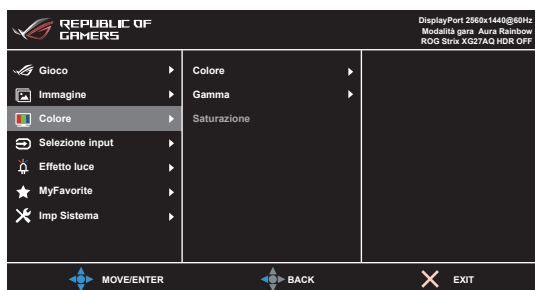 REPUBLIC OF
GAMERS
DisplayPort 2560x1440@60Hz
Modalità gara Aura Rainbow
ROG Strix XG27AQ HDR OFF
Gioco
Immagine
Colore
Selezione input
Effetto luce
MyFavorite
Imp Sistema
Colore
Gamma
Saturazione
MOVE/ENTER
BACK
EXIT